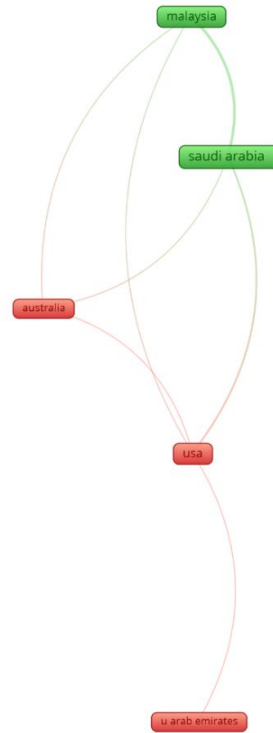 malaysia
saudi arabia
australia
usa
u arab emirates